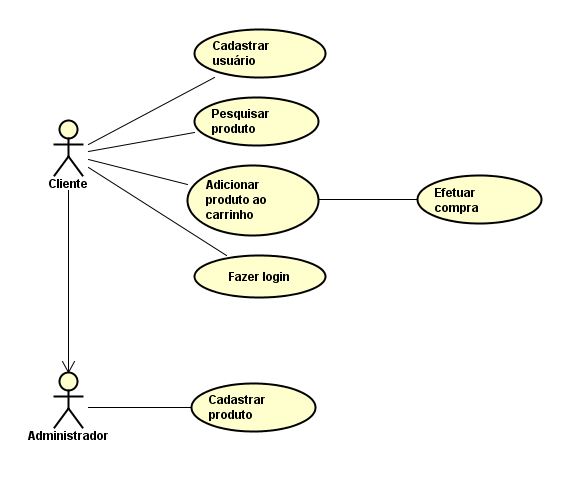 Cadastrar
usuário
Pesquisar
produto
Cliente
Adicionar
produto ao
carrinho
Efetuar
compra
Fazer login
Cadastrar
produto
Administrador